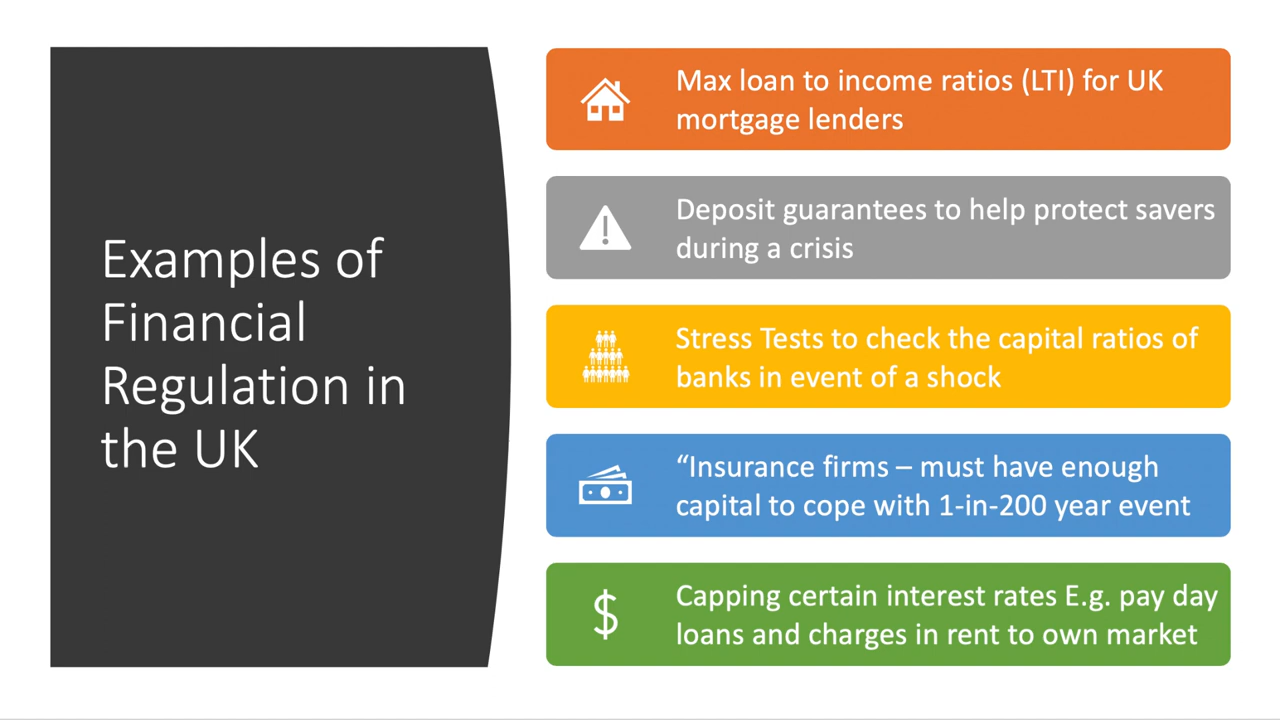 Examples of
Financial
Regulation in
the UK
Max loan to income ratios (LTI) for UK
mortgage lenders
Deposit guarantees to help protect savers
during a crisis
Stress Tests to check the capital ratios of
banks in event of a shock
“Insurance firms – must have enough
capital to cope with 1-in-200 year event
Capping certain interest rates E.g. pay day
loans and charges in rent to own market